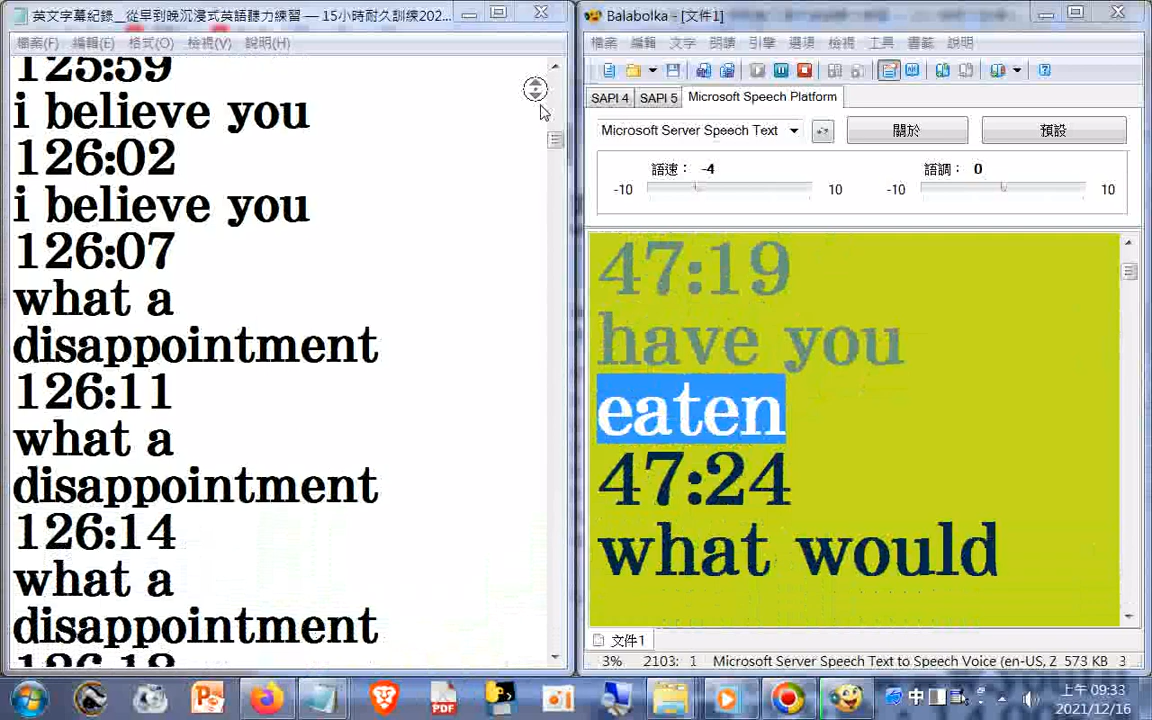 英文字幕紀錄__從早到晚沉浸式英語聽力練習 — 15小時耐久訓練202...
檔案(F) 編輯(E) 格式(O) 檢視(V) 說明(H)
125:59
i believe you
126:02
i believe you
126:07
what a
disappointment
126:11
what a
disappointment
126:14
what a
disappointment
Balabolka - [文件1]
檔案 編輯 文字 朗讀 引擎 選項 檢視 工具 書籤 說明
SAPI 4 SAPI 5 Microsoft Speech Platform
Microsoft Server Speech Text 關於 預設
語速： -4 語調： 0
-10 10 -10 10
47:19
have you
eaten
47:24
what would
文件1
3% 2103: 1 Microsoft Server Speech Text to Speech Voice (en-US, Z 573 KB 3
中 上午 09:33
2021/12/16